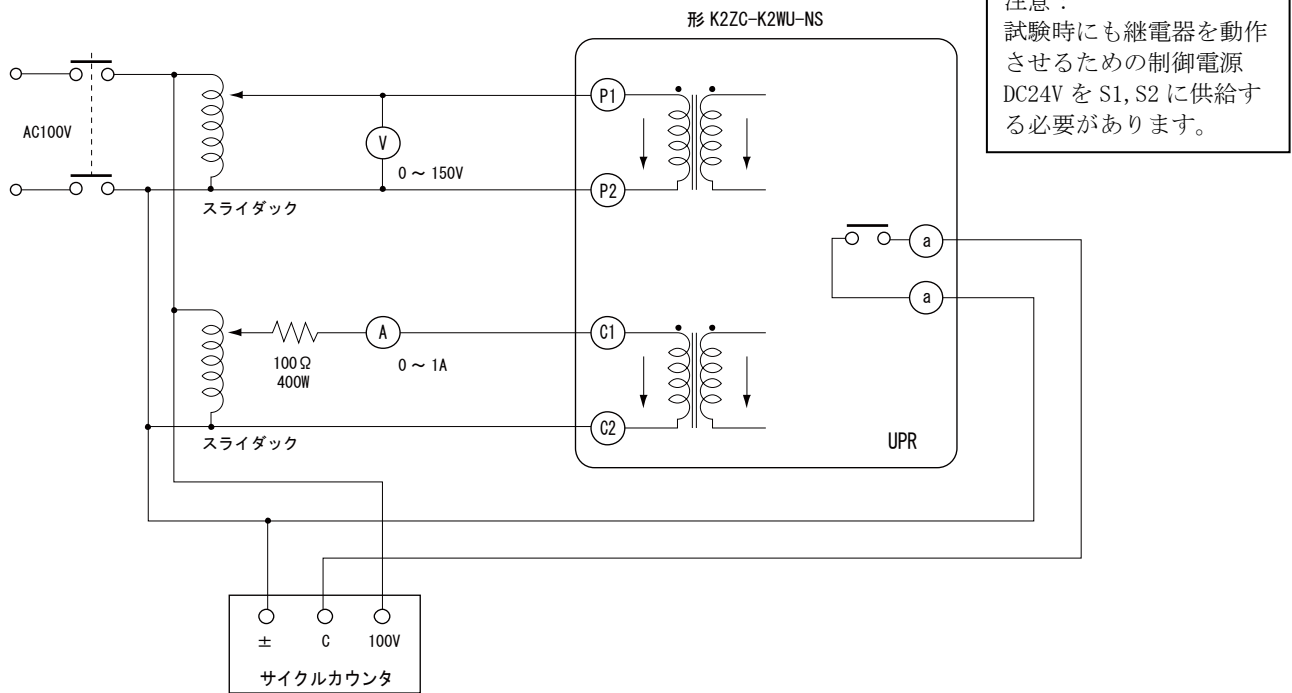 形 K2ZC-K2WU-NS
注意：
試験時にも継電器を動作
させるための制御電源
DC24V を S1,S2 に供給す
る必要があります。
AC100V
P1
V
0 ～ 150V
P2
スライダック
a
a
A
C1
100Ω
400W
0 ～ 1A
C2
スライダック
UPR
± C 100V
サイクルカウンタ